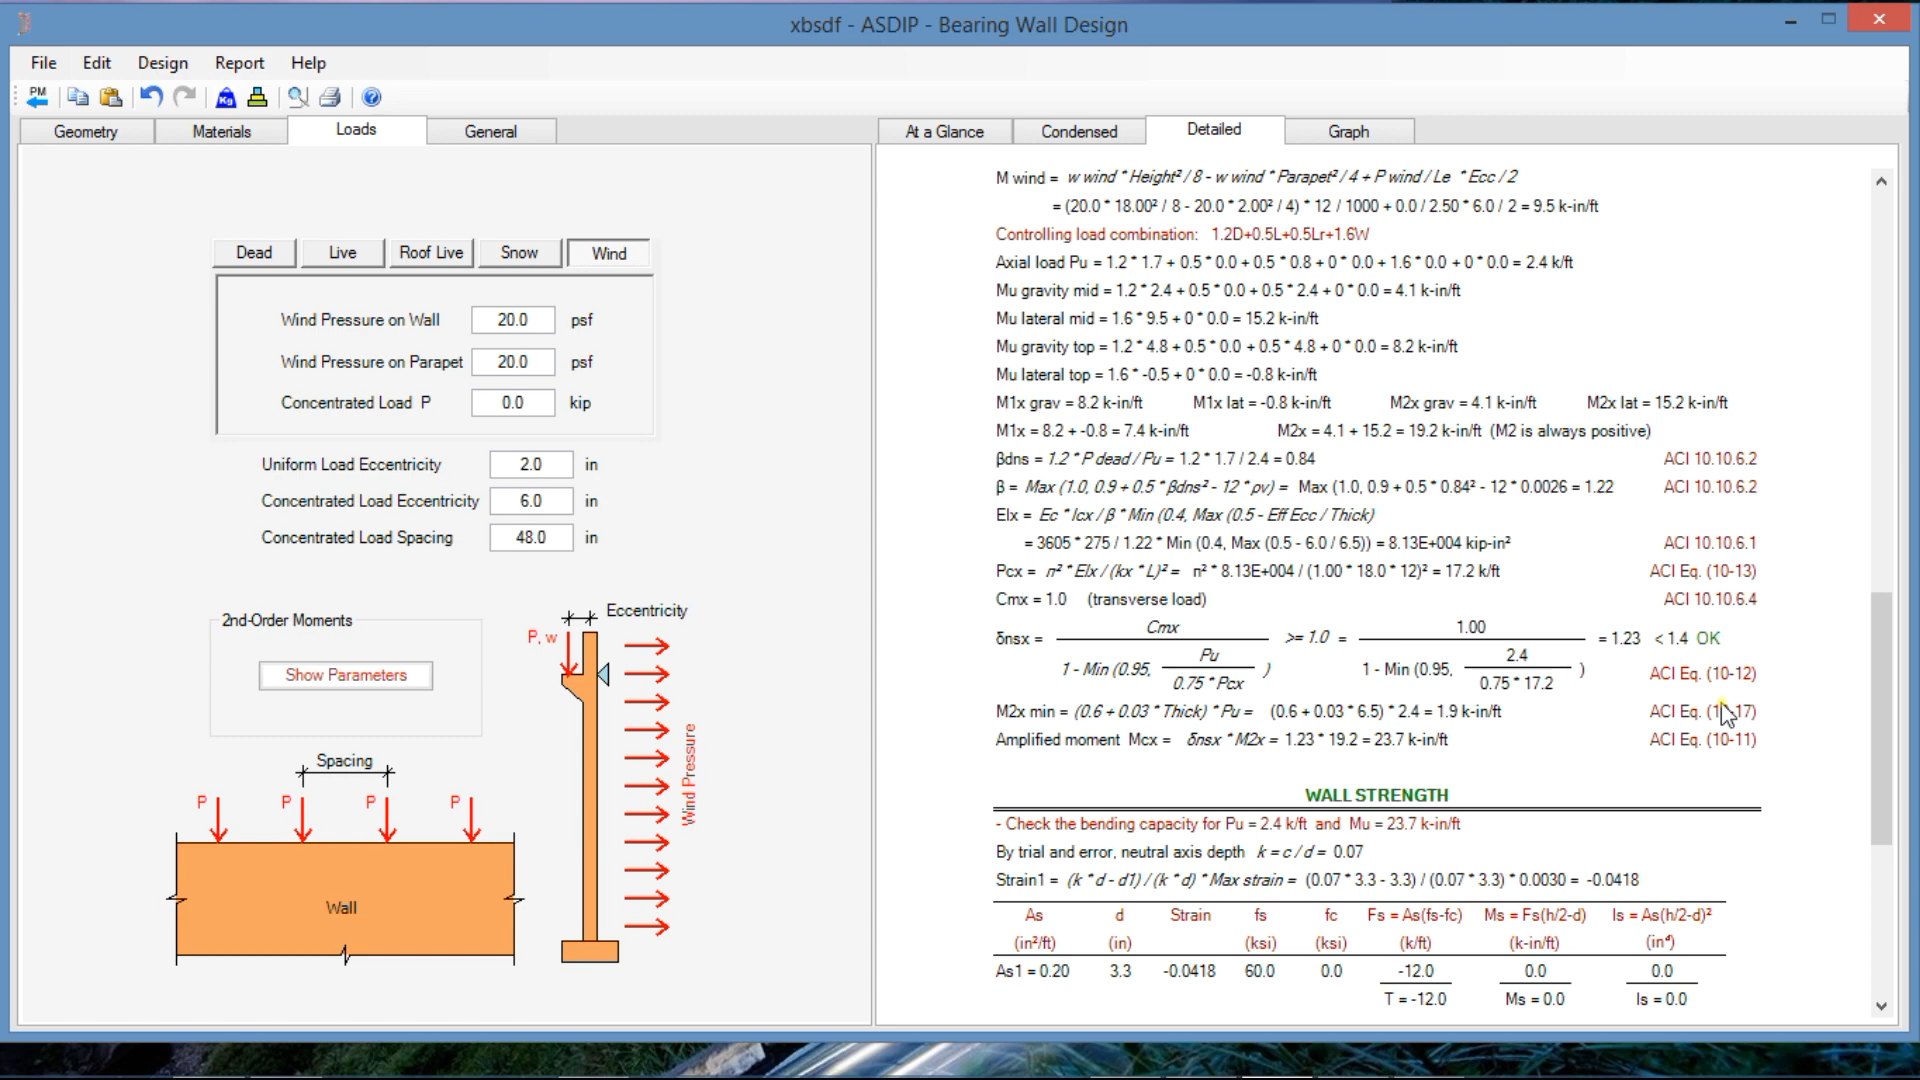 xbsdf - ASDIP - Bearing Wall Design
File Edit Design Report Help
PM Kg ?
Geometry Materials Loads General
Dead Live Roof Live Snow Wind
Wind Pressure on Wall 20.0 psf
Wind Pressure on Parapet 20.0 psf
Concentrated Load P 0.0 kip
Uniform Load Eccentricity 2.0 in
Concentrated Load Eccentricity 6.0 in
Concentrated Load Spacing 48.0 in
2nd-Order Moments
Show Parameters
Eccentricity
P, w
Wind Pressure
Spacing
P P P P
Wall
At a Glance Condensed Detailed Graph
M wind = w wind * Height² / 8 - w wind * Parapet² / 4 + P wind / Le * Ecc / 2
= (20.0 * 18.00² / 8 - 20.0 * 2.00² / 4) * 12 / 1000 + 0.0 / 2.50 * 6.0 / 2 = 9.5 k-in/ft
Controlling load combination: 1.2D+0.5L+0.5Lr+1.6W
Axial load Pu = 1.2 * 1.7 + 0.5 * 0.0 + 0.5 * 0.8 + 0 * 0.0 + 1.6 * 0.0 + 0 * 0.0 = 2.4 k/ft
Mu gravity mid = 1.2 * 2.4 + 0.5 * 0.0 + 0.5 * 2.4 + 0 * 0.0 = 4.1 k-in/ft
Mu lateral mid = 1.6 * 9.5 + 0 * 0.0 = 15.2 k-in/ft
Mu gravity top = 1.2 * 4.8 + 0.5 * 0.0 + 0.5 * 4.8 + 0 * 0.0 = 8.2 k-in/ft
Mu lateral top = 1.6 * -0.5 + 0 * 0.0 = -0.8 k-in/ft
M1x grav = 8.2 k-in/ft M1x lat = -0.8 k-in/ft M2x grav = 4.1 k-in/ft M2x lat = 15.2 k-in/ft
M1x = 8.2 + -0.8 = 7.4 k-in/ft M2x = 4.1 + 15.2 = 19.2 k-in/ft (M2 is always positive)
βdns = 1.2 * P dead / Pu = 1.2 * 1.7 / 2.4 = 0.84 ACI 10.10.6.2
β = Max (1.0, 0.9 + 0.5 * βdns² - 12 * ρv) = Max (1.0, 0.9 + 0.5 * 0.84² - 12 * 0.0026 = 1.22 ACI 10.10.6.2
EIx = Ec * Icx / β * Min (0.4, Max (0.5 - Eff Ecc / Thick)
= 3605 * 275 / 1.22 * Min (0.4, Max (0.5 - 6.0 / 6.5)) = 8.13E+004 kip-in² ACI 10.10.6.1
Pcx = π² * EIx / (kx * L)² = π² * 8.13E+004 / (1.00 * 18.0 * 12)² = 17.2 k/ft ACI Eq. (10-13)
Cmx = 1.0 (transverse load) ACI 10.10.6.4
Cmx 1.00
δnsx = >= 1.0 = = 1.23 < 1.4 OK
Pu 2.4
1 - Min (0.95, ) 1 - Min (0.95, ) ACI Eq. (10-12)
0.75 * Pcx 0.75 * 17.2
M2x min = (0.6 + 0.03 * Thick) * Pu = (0.6 + 0.03 * 6.5) * 2.4 = 1.9 k-in/ft ACI Eq.
Amplified moment Mcx = δnsx * M2x = 1.23 * 19.2 = 23.7 k-in/ft ACI Eq. (10-11)
WALL STRENGTH
- Check the bending capacity for Pu = 2.4 k/ft and Mu = 23.7 k-in/ft
By trial and error, neutral axis depth k = c / d = 0.07
Strain1 = (k * d - d1) / (k * d) * Max strain = (0.07 * 3.3 - 3.3) / (0.07 * 3.3) * 0.0030 = -0.0418
As d Strain fs fc Fs = As(fs-fc) Ms = Fs(h/2-d) Is = As(h/2-d)²
(in²/ft) (in) (ksi) (ksi) (k/ft) (k-in/ft) (in⁴)
As1 = 0.20 3.3 -0.0418 60.0 0.0 -12.0 0.0 0.0
T = -12.0 Ms = 0.0 Is = 0.0